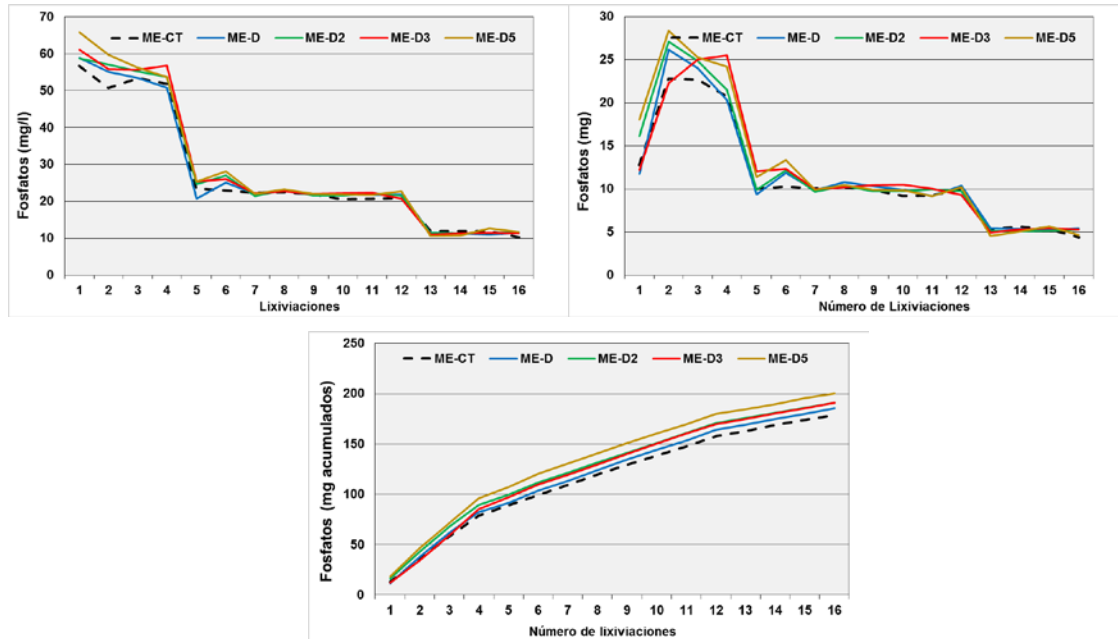 ME-CT ME-D ME-D2 ME-D3 ME-D5
Fosfatos (mg/l)
70
60
50
40
30
20
10
0
1 2 3 4 5 6 7 8 9 10 11 12 13 14 15 16
Lixiviaciones
ME-CT ME-D ME-D2 ME-D3 ME-D5
Fosfatos (mg)
30
25
20
15
10
5
0
1 2 3 4 5 6 7 8 9 10 11 12 13 14 15 16
Número de Lixiviaciones
ME-CT ME-D ME-D2 ME-D3 ME-D5
Fosfatos (mg acumulados)
250
200
150
100
50
0
1 2 3 4 5 6 7 8 9 10 11 12 13 14 15 16
Número de lixiviaciones